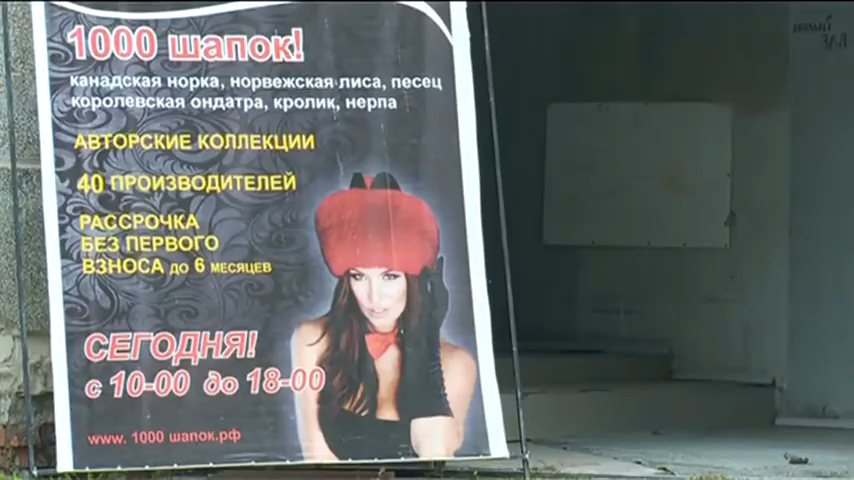 1000 шапок!
канадская норка, норвежская лиса, песец
королевская ондатра, кролик, нерпа
АВТОРСКИЕ КОЛЛЕКЦИИ
40 ПРОИЗВОДИТЕЛЕЙ
РАССРОЧКА
БЕЗ ПЕРВОГО
ВЗНОСА до 6 месяцев
СЕГОДНЯ!
с 10-00 до 18-00
www. 1000 шапок.рф
ЗАЛ